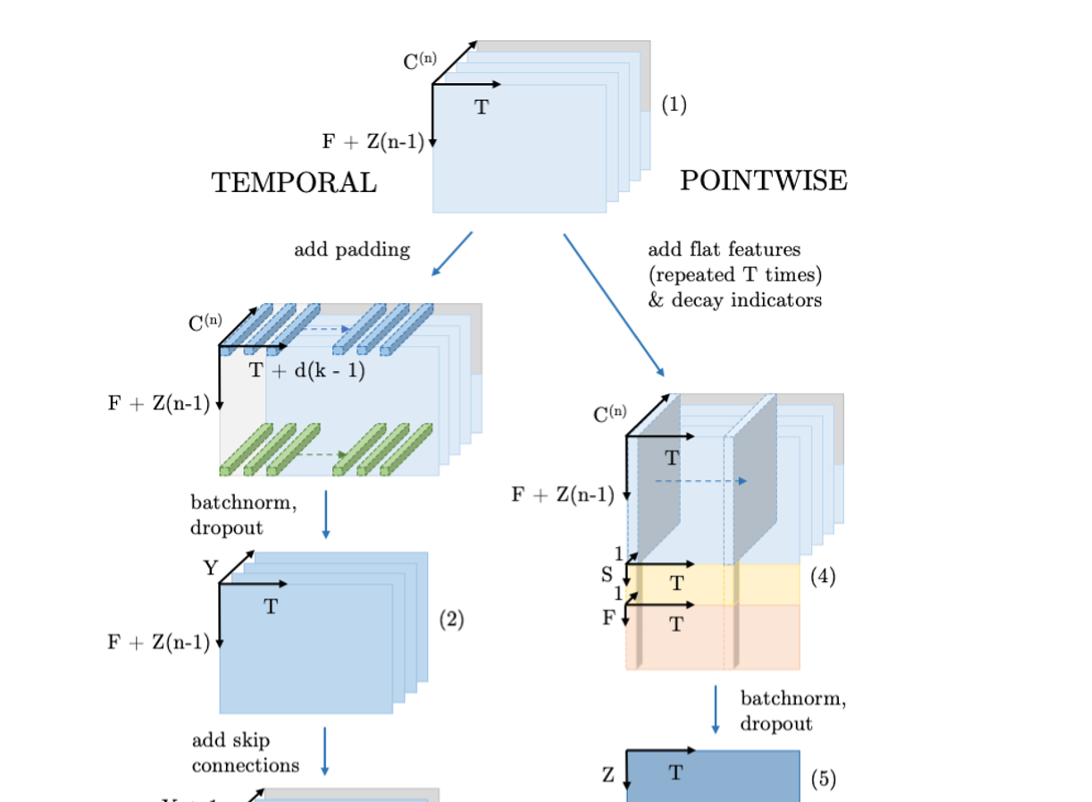 C(n)
T
(1)
F + Z(n-1)
TEMPORAL
POINTWISE
add padding
add flat features
(repeated T times)
& decay indicators
C(n)
T + d(k - 1)
F + Z(n-1)
C(n)
T
F + Z(n-1)
batchnorm,
dropout
1
S
T
(4)
1
F
T
Y
T
(2)
F + Z(n-1)
batchnorm,
dropout
add skip
connections
Z
T
(5)